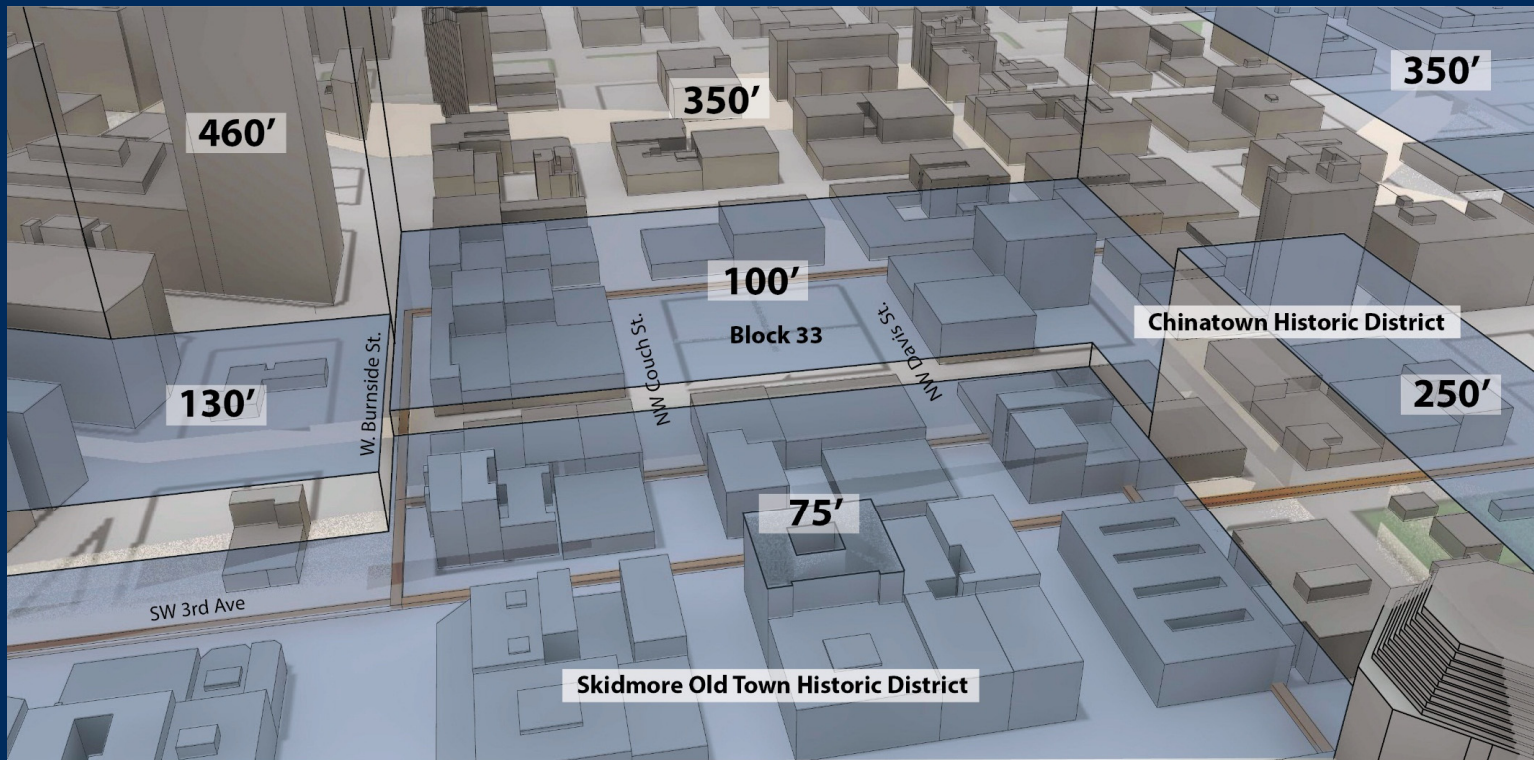 350’
350’
460’
100’
Block 33
Chinatown Historic District
NW Couch St.
NW Davis St.
W. Burnside St.
130’
250’
75’
SW 3rd Ave
Skidmore Old Town Historic District